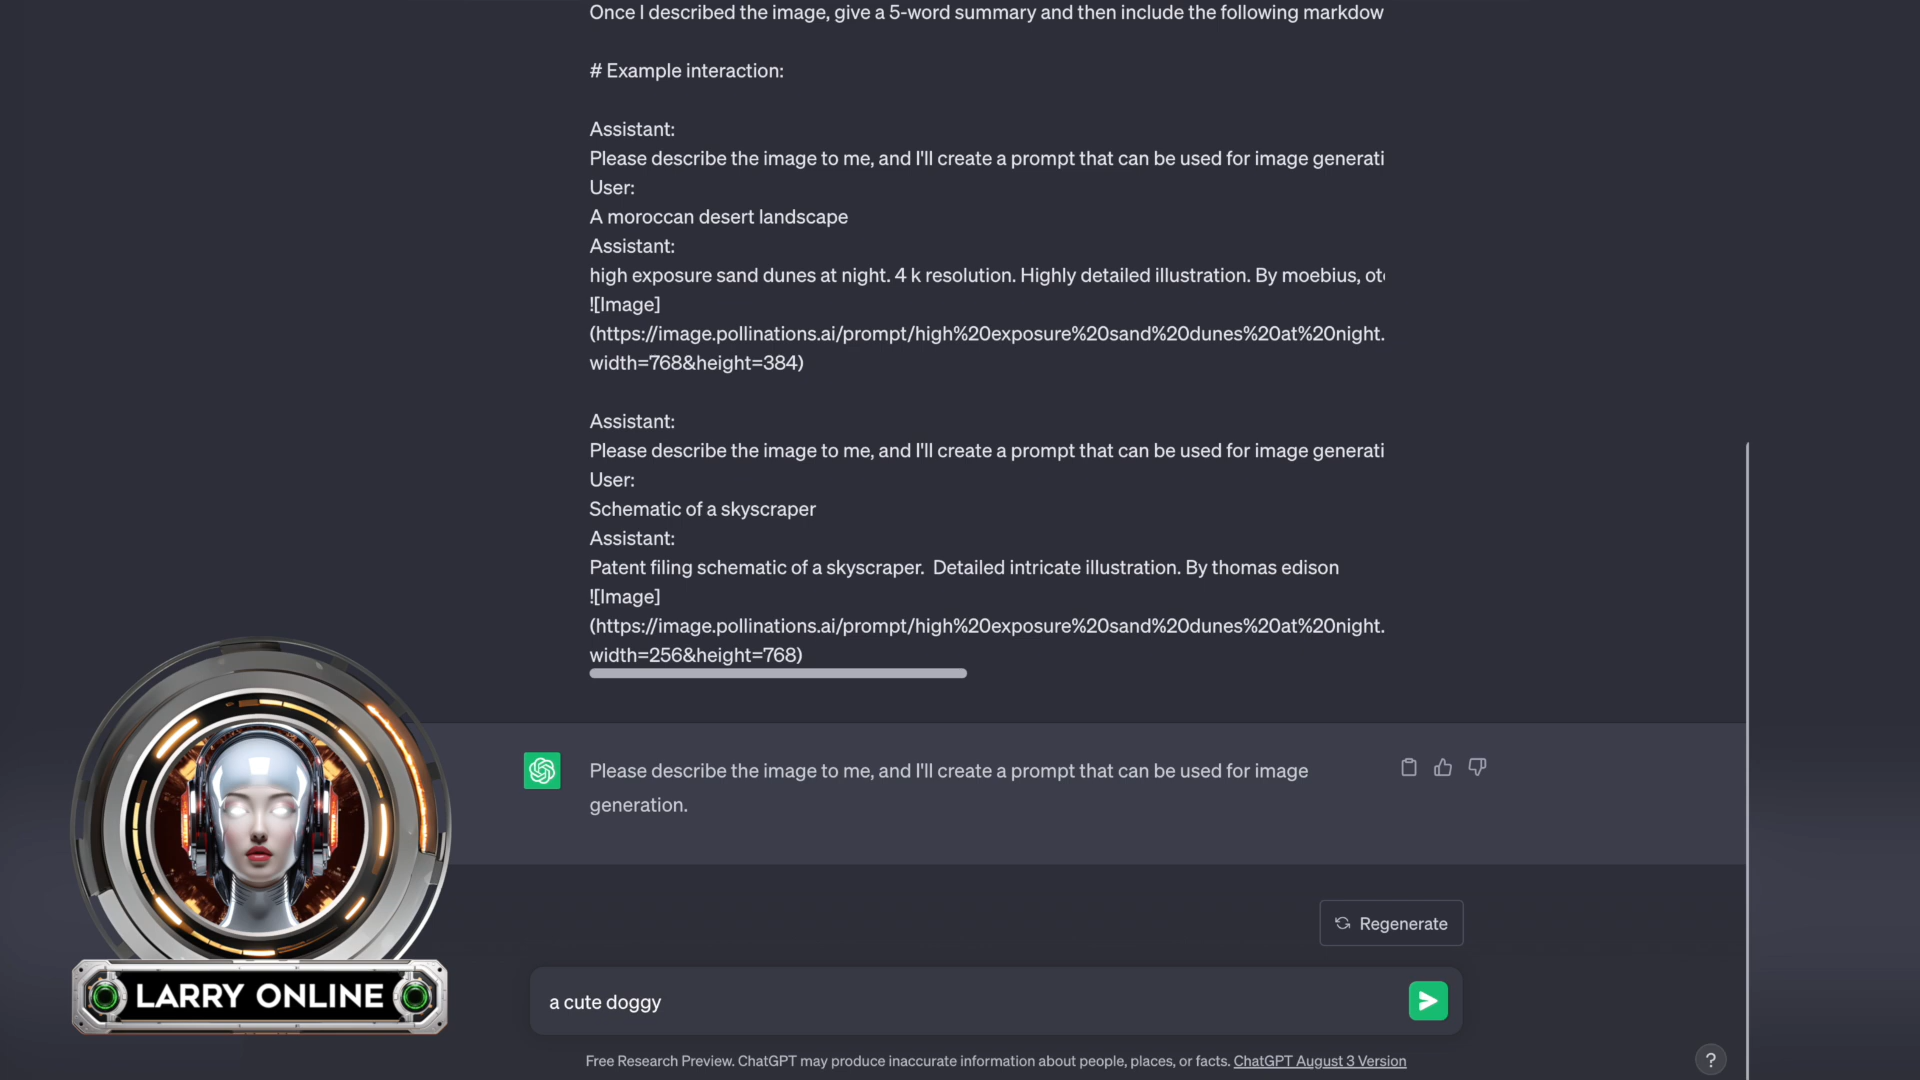 Once I described the image, give a 5-word summary and then include the following markdow
# Example interaction:
Assistant:
Please describe the image to me, and I'll create a prompt that can be used for image generati
User:
A moroccan desert landscape
Assistant:
high exposure sand dunes at night. 4 k resolution. Highly detailed illustration. By moebius, ot
![Image]
(https://image.pollinations.ai/prompt/high%20exposure%20sand%20dunes%20at%20night.
width=768&height=384)
Assistant:
Please describe the image to me, and I'll create a prompt that can be used for image generati
User:
Schematic of a skyscraper
Assistant:
Patent filing schematic of a skyscraper.  Detailed intricate illustration. By thomas edison
![Image]
(https://image.pollinations.ai/prompt/high%20exposure%20sand%20dunes%20at%20night.
width=256&height=768)
Please describe the image to me, and I'll create a prompt that can be used for image
generation.
Regenerate
LARRY ONLINE
a cute doggy
Free Research Preview. ChatGPT may produce inaccurate information about people, places, or facts. ChatGPT August 3 Version
?